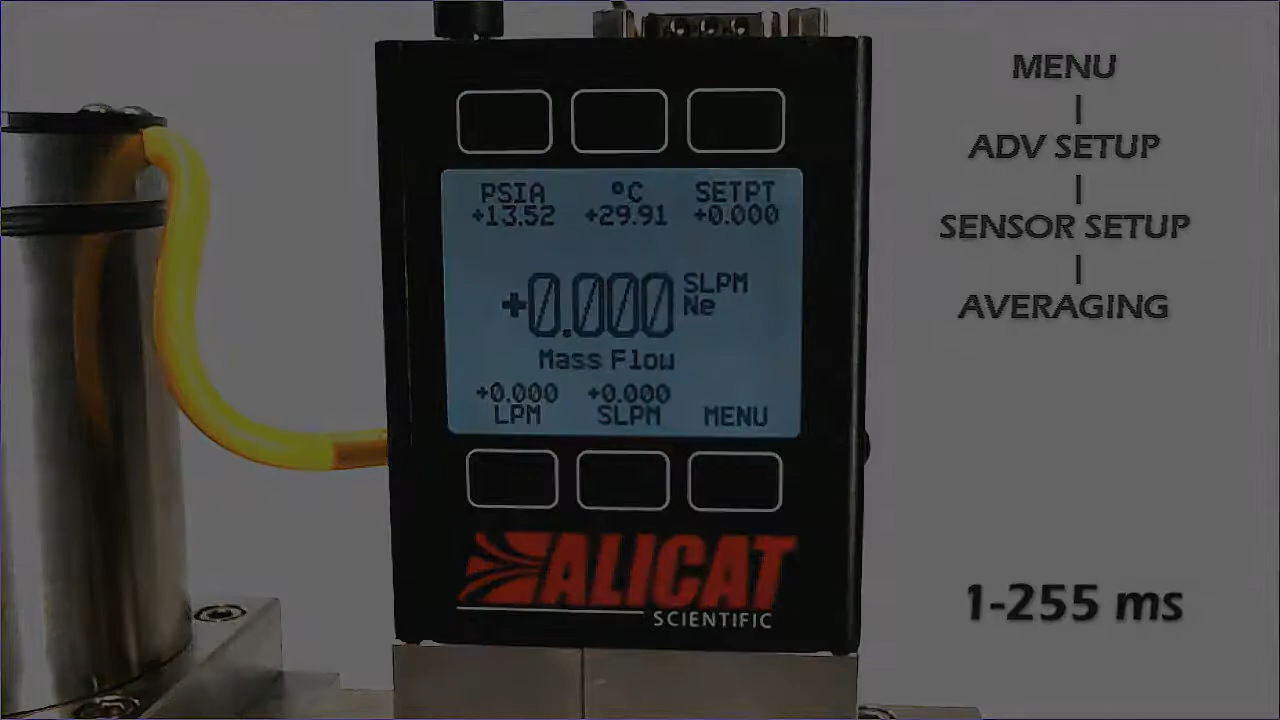 PSIA °C SETPT
+13.52 +29.91 +0.000
+0.000 SLPM
Ne
Mass Flow
+0.000 +0.000
LPM SLPM MENU
ALICAT
SCIENTIFIC
MENU
ADV SETUP
SENSOR SETUP
AVERAGING
1-255 ms